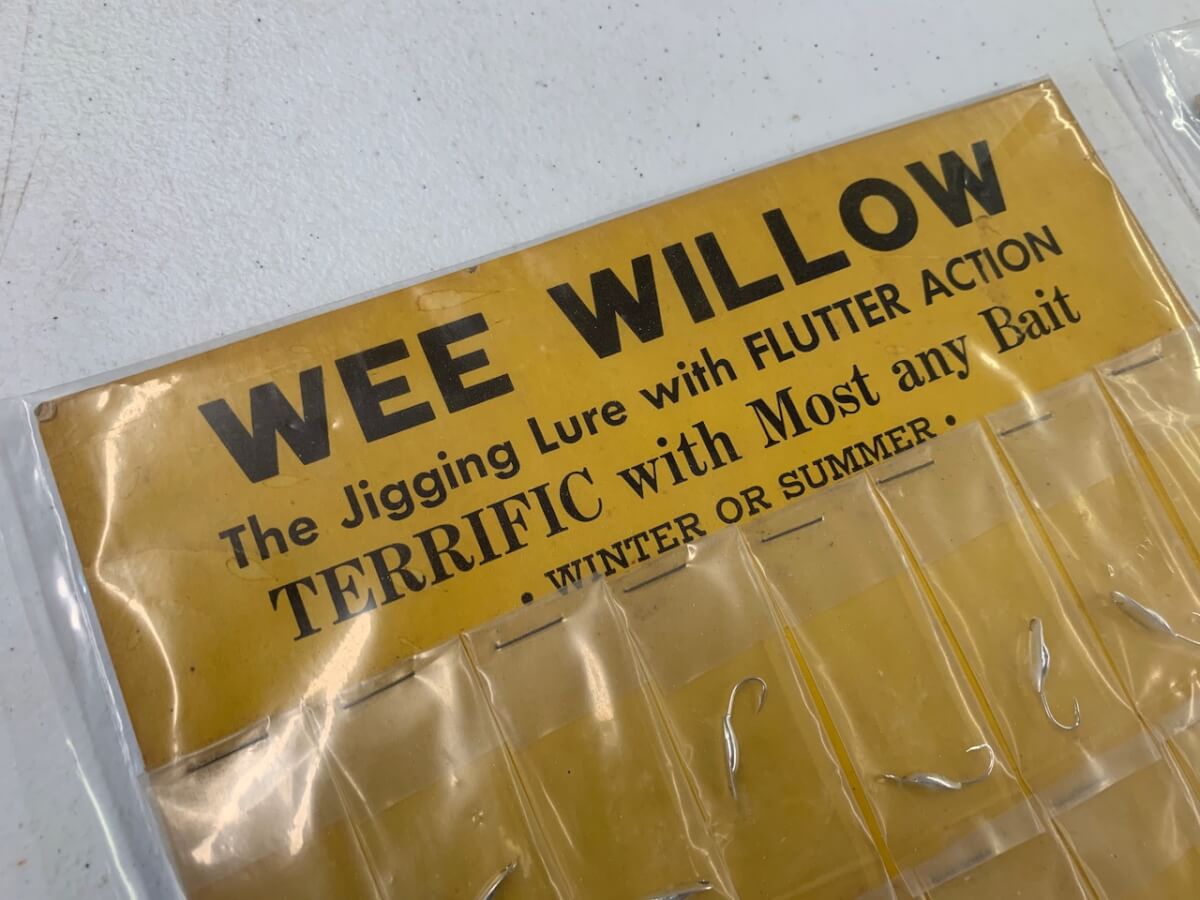 WEE WILLOW
The Jigging Lure with FLUTTER ACTION
TERRIFIC with Most any Bait
• WINTER OR SUMMER •